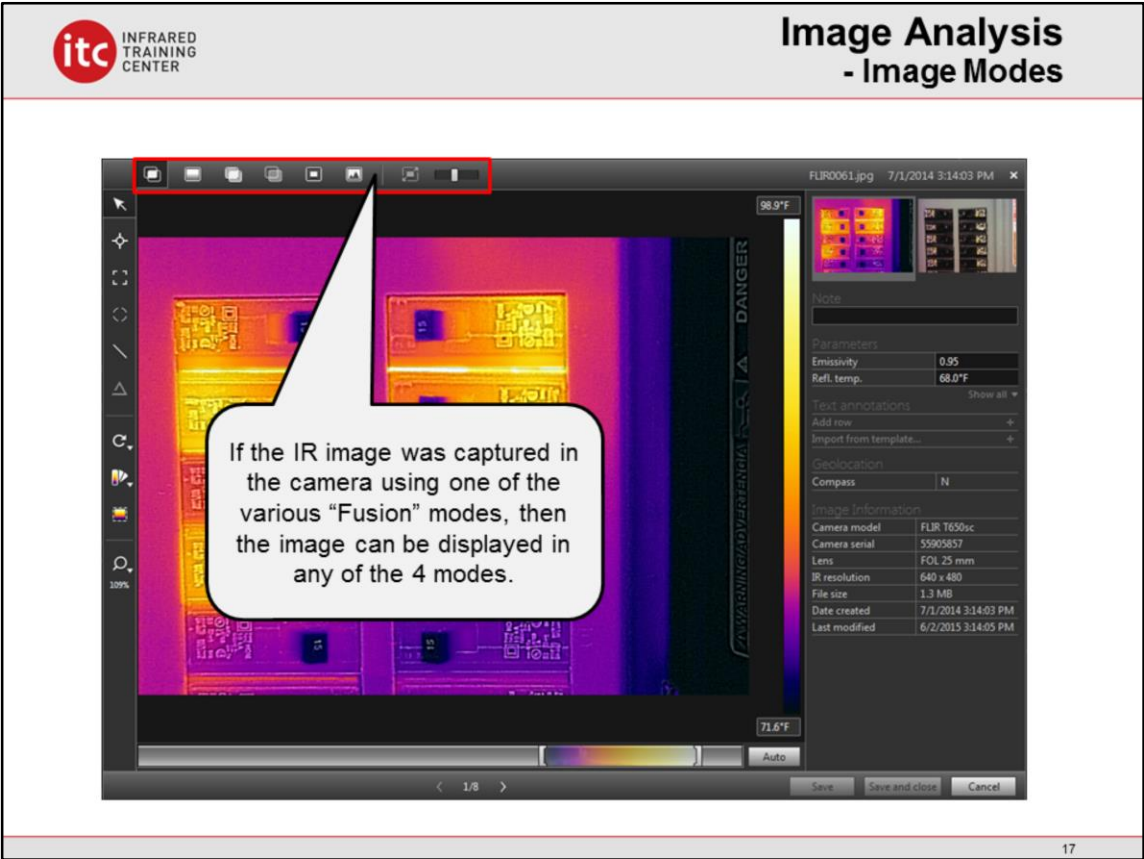 itc INFRARED
TRAINING
CENTER
Image Analysis
- Image Modes
FLIR0061.jpg 7/1/2014 3:14:03 PM ×
98.9°F
DANGER
15
15
If the IR image was captured in
the camera using one of the
various “Fusion” modes, then
the image can be displayed in
any of the 4 modes.
WARNING/ADVERTENCIA
15
15
109%
71.6°F
Auto
Note
Parameters
Emissivity 0.95
Refl. temp. 68.0°F
Show all
Text annotations
Add row +
Import from template... +
Geolocation
Compass N
Image Information
Camera model FLIR T650sc
Camera serial 55905857
Lens FOL 25 mm
IR resolution 640 x 480
File size 1.3 MB
Date created 7/1/2014 3:14:03 PM
Last modified 6/2/2015 3:14:05 PM
< 1/8 >
Save Save and close Cancel
17